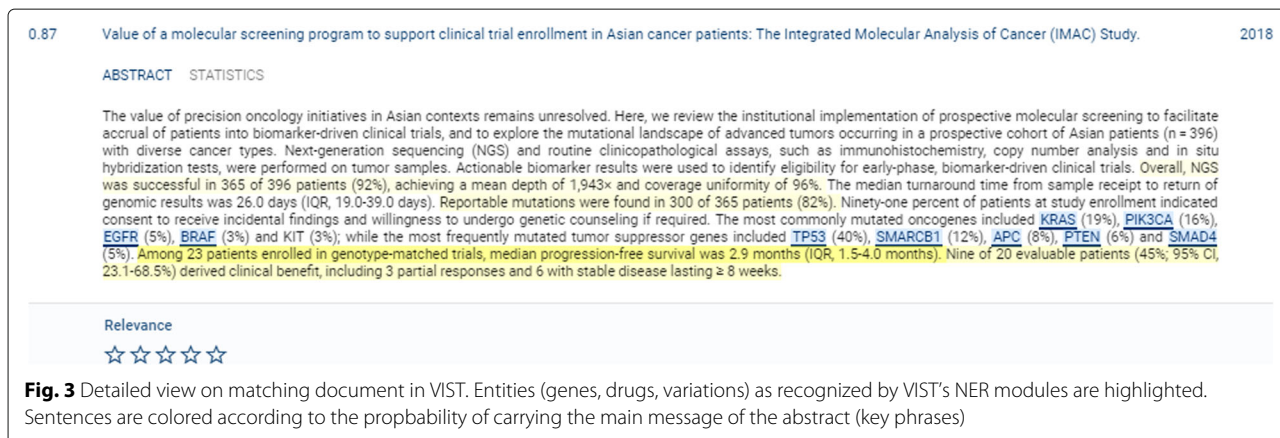 0.87 Value of a molecular screening program to support clinical trial enrollment in Asian cancer patients: The Integrated Molecular Analysis of Cancer (IMAC) Study. 2018
ABSTRACT STATISTICS
The value of precision oncology initiatives in Asian contexts remains unresolved. Here, we review the institutional implementation of prospective molecular screening to facilitate
accrual of patients into biomarker-driven clinical trials, and to explore the mutational landscape of advanced tumors occurring in a prospective cohort of Asian patients (n = 396)
with diverse cancer types. Next-generation sequencing (NGS) and routine clinicopathological assays, such as immunohistochemistry, copy number analysis and in situ
hybridization tests, were performed on tumor samples. Actionable biomarker results were used to identify eligibility for early-phase, biomarker-driven clinical trials. Overall, NGS
was successful in 365 of 396 patients (92%), achieving a mean depth of 1,943× and coverage uniformity of 96%. The median turnaround time from sample receipt to return of
genomic results was 26.0 days (IQR, 19.0-39.0 days). Reportable mutations were found in 300 of 365 patients (82%). Ninety-one percent of patients at study enrollment indicated
consent to receive incidental findings and willingness to undergo genetic counseling if required. The most commonly mutated oncogenes included KRAS (19%), PIK3CA (16%),
EGFR (5%), BRAF (3%) and KIT (3%); while the most frequently mutated tumor suppressor genes included TP53 (40%), SMARCB1 (12%), APC (8%), PTEN (6%) and SMAD4
(5%). Among 23 patients enrolled in genotype-matched trials, median progression-free survival was 2.9 months (IQR, 1.5-4.0 months). Nine of 20 evaluable patients (45%; 95% CI,
23.1-68.5%) derived clinical benefit, including 3 partial responses and 6 with stable disease lasting ≥ 8 weeks.
Relevance
Fig. 3 Detailed view on matching document in VIST. Entities (genes, drugs, variations) as recognized by VIST's NER modules are highlighted.
Sentences are colored according to the propbability of carrying the main message of the abstract (key phrases)